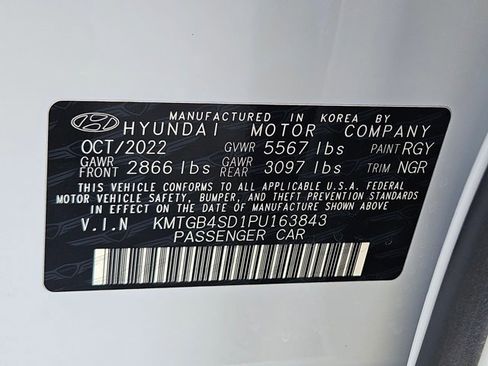 MANUFACTURED IN KOREA BY
HYUNDAI MOTOR COMPANY
OCT/2022 GVWR 5567 lbs PAINT RGY
GAWR FRONT 2866 lbs GAWR REAR 3097 lbs TRIM NGR
THIS VEHICLE CONFORMS TO ALL APPLICABLE U.S.A. FEDERAL
MOTOR VEHICLE SAFETY, BUMPER, AND THEFT PREVENTION STANDARDS
IN EFFECT ON THE DATE OF MANUFACTURE SHOWN ABOVE
V.I.N KMTGB4SD1PU163843
PASSENGER CAR